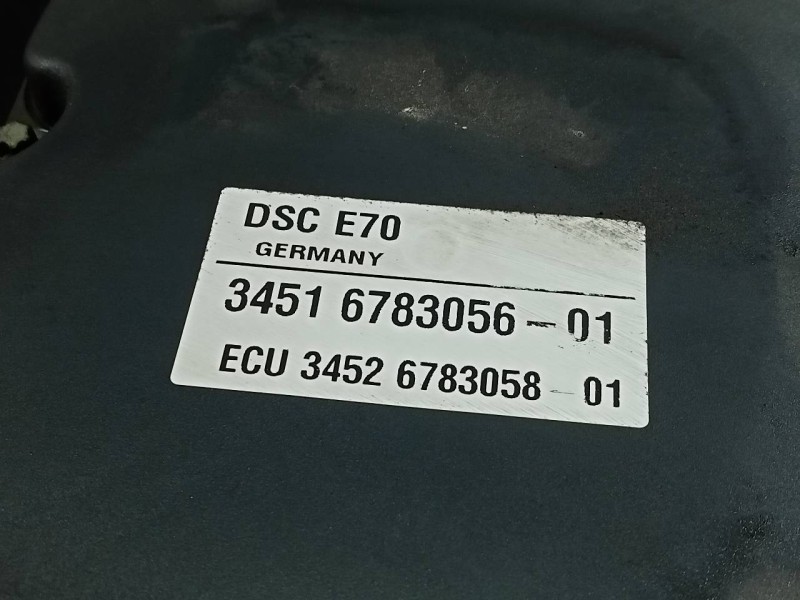 DSC E70
GERMANY
3451 6783056-01
ECU 3452 6783058-01